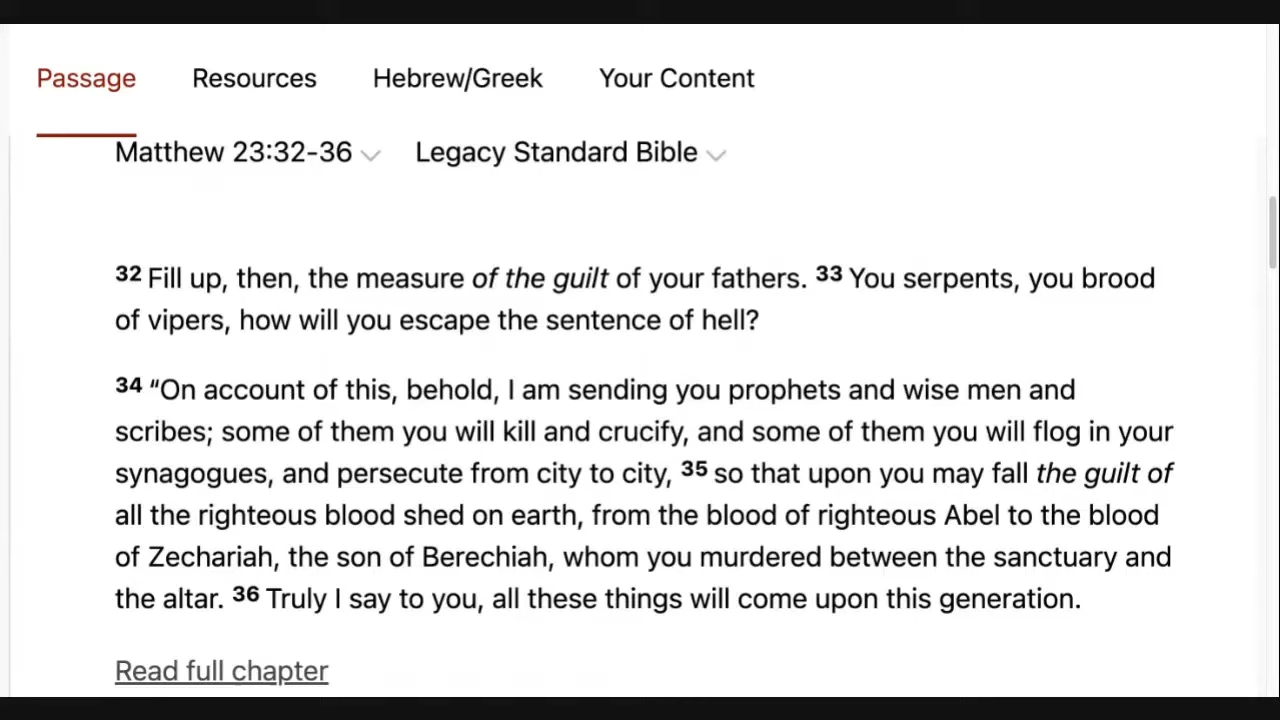 Passage Resources Hebrew/Greek Your Content
Matthew 23:32-36 Legacy Standard Bible
32 Fill up, then, the measure of the guilt of your fathers. 33 You serpents, you brood
of vipers, how will you escape the sentence of hell?
34 “On account of this, behold, I am sending you prophets and wise men and
scribes; some of them you will kill and crucify, and some of them you will flog in your
synagogues, and persecute from city to city, 35 so that upon you may fall the guilt of
all the righteous blood shed on earth, from the blood of righteous Abel to the blood
of Zechariah, the son of Berechiah, whom you murdered between the sanctuary and
the altar. 36 Truly I say to you, all these things will come upon this generation.
Read full chapter